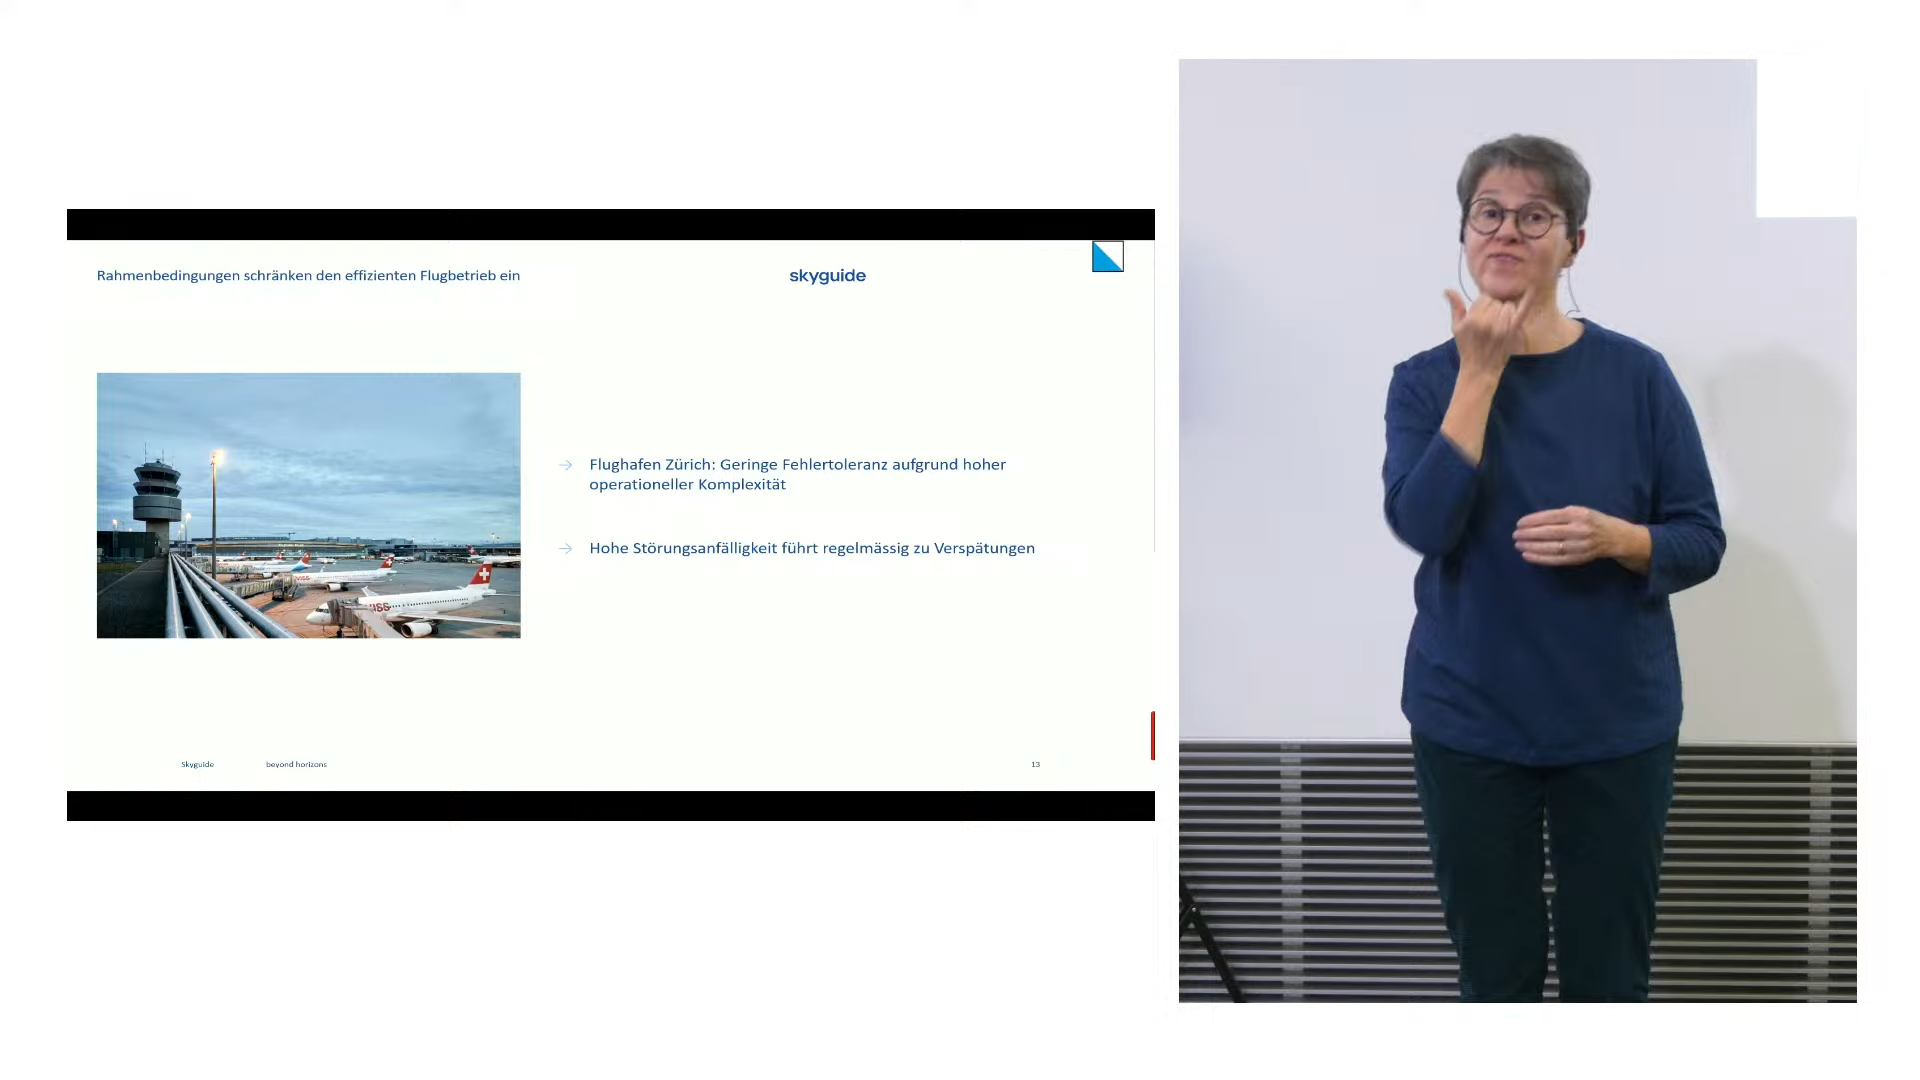 Rahmenbedingungen schränken den effizienten Flugbetrieb ein
skyguide
Flughafen Zürich: Geringe Fehlertoleranz aufgrund hoher
operationeller Komplexität
Hohe Störungsanfälligkeit führt regelmässig zu Verspätungen
Skyguide
beyond horizons
13